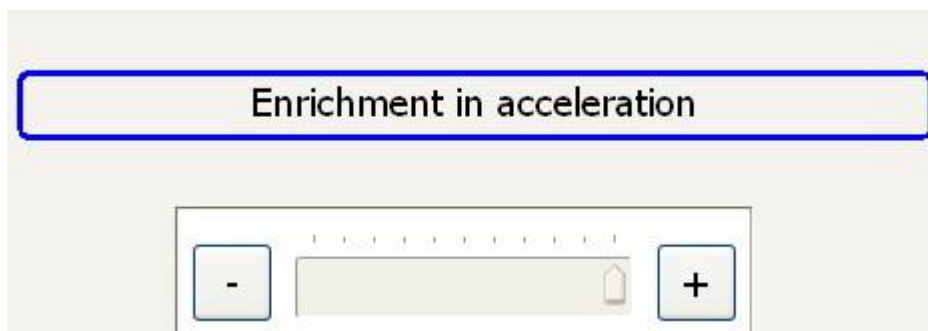 Enrichment in acceleration
- +